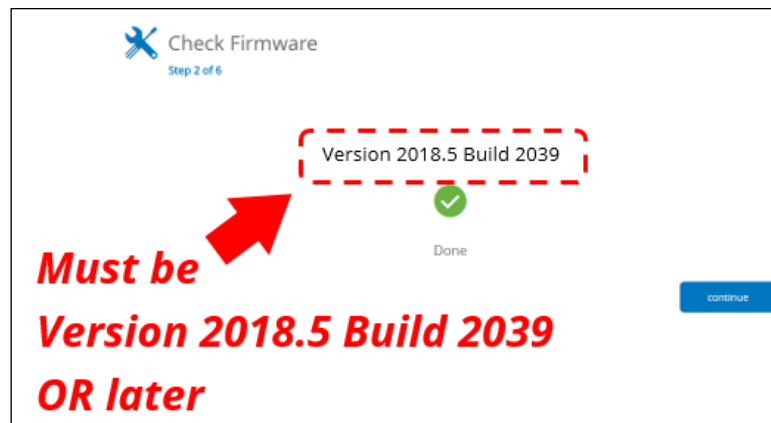 Check Firmware
Step 2 of 6
Version 2018.5 Build 2039
Done
Must be
Version 2018.5 Build 2039
OR later
continue